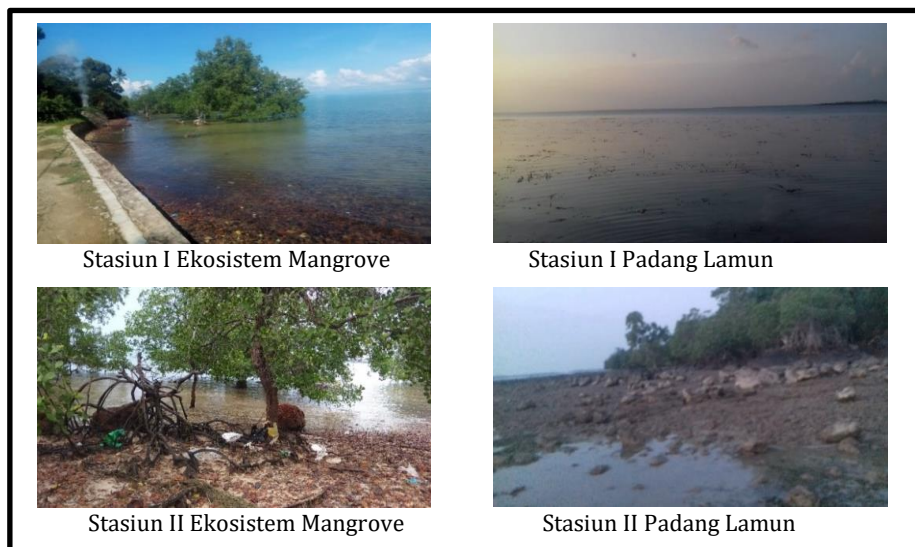 Stasiun I Ekosistem Mangrove
Stasiun I Padang Lamun
Stasiun II Ekosistem Mangrove
Stasiun II Padang Lamun